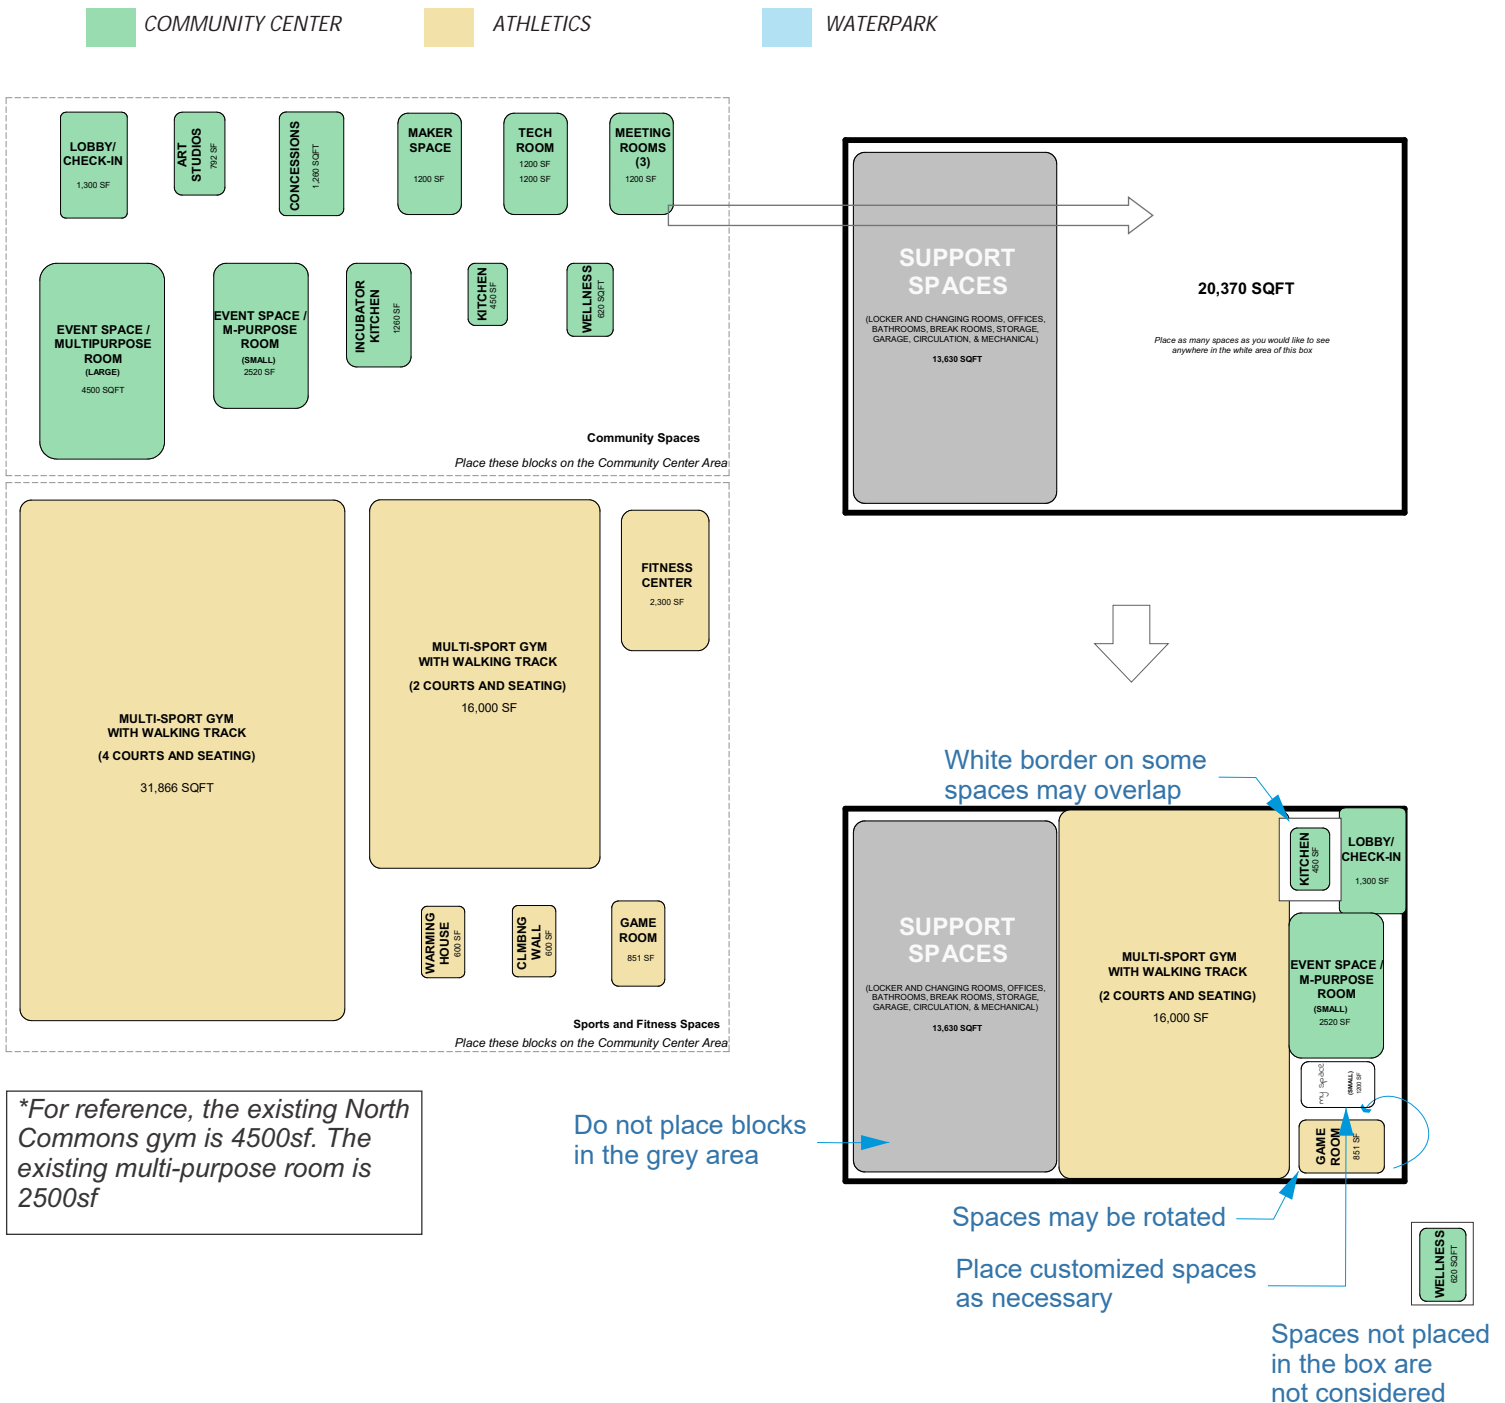 COMMUNITY CENTER
ATHLETICS
WATERPARK
LOBBY/
CHECK-IN
1,300 SF
ART
STUDIOS
792 SF
CONCESSIONS
1,260 SQFT
MAKER
SPACE
1200 SF
TECH
ROOM
1200 SF
1200 SF
MEETING
ROOMS
(3)
1200 SF
EVENT SPACE /
MULTIPURPOSE
ROOM
(LARGE)
4500 SQFT
EVENT SPACE /
M-PURPOSE
ROOM
(SMALL)
2520 SF
INCUBATOR
KITCHEN
1260 SF
KITCHEN
450 SF
WELLNESS
620 SQFT
Community Spaces
Place these blocks on the Community Center Area
SUPPORT
SPACES
(LOCKER AND CHANGING ROOMS, OFFICES,
BATHROOMS, BREAK ROOMS, STORAGE,
GARAGE, CIRCULATION, & MECHANICAL)
13,630 SQFT
20,370 SQFT
Place as many spaces as you would like to see
anywhere in the white area of this box
MULTI-SPORT GYM
WITH WALKING TRACK
(4 COURTS AND SEATING)
31,866 SQFT
MULTI-SPORT GYM
WITH WALKING TRACK
(2 COURTS AND SEATING)
16,000 SF
FITNESS
CENTER
2,300 SF
WARMING
HOUSE
600 SF
CLMBNG
WALL
600 SF
GAME
ROOM
851 SF
Sports and Fitness Spaces
Place these blocks on the Community Center Area
*For reference, the existing North
Commons gym is 4500sf. The
existing multi-purpose room is
2500sf
White border on some
spaces may overlap
SUPPORT
SPACES
(LOCKER AND CHANGING ROOMS, OFFICES,
BATHROOMS, BREAK ROOMS, STORAGE,
GARAGE, CIRCULATION, & MECHANICAL)
13,630 SQFT
MULTI-SPORT GYM
WITH WALKING TRACK
(2 COURTS AND SEATING)
16,000 SF
KITCHEN
450 SF
LOBBY/
CHECK-IN
1,300 SF
EVENT SPACE /
M-PURPOSE
ROOM
(SMALL)
2520 SF
my space
(SMALL)
1200 SF
GAME
ROOM
851 SF
Do not place blocks
in the grey area
Spaces may be rotated
Place customized spaces
as necessary
WELLNESS
620 SQFT
Spaces not placed
in the box are
not considered